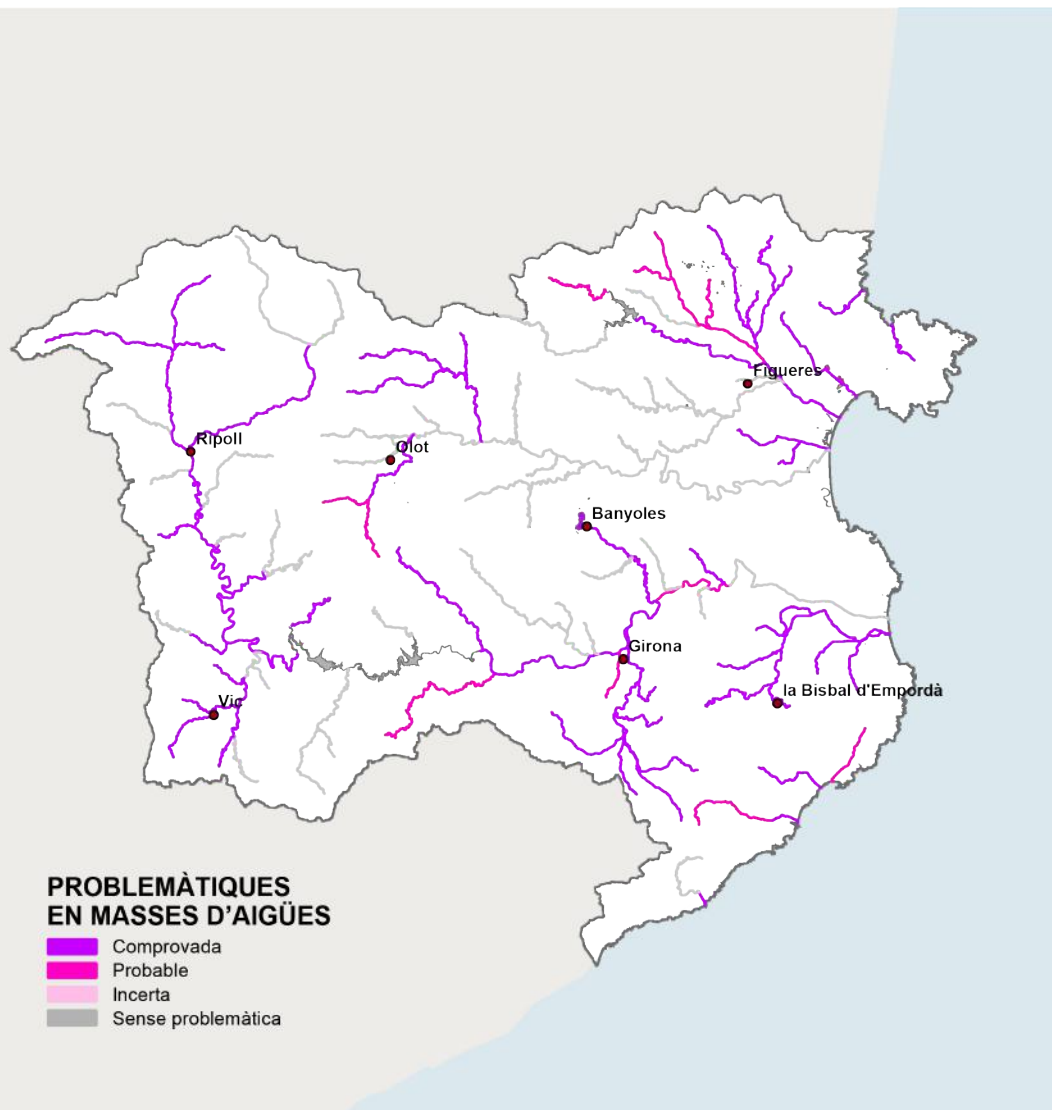 Figueres
Ripoll
Olot
Banyoles
Girona
la Bisbal d'Empordà
Vic
PROBLEMÀTIQUES
EN MASSES D'AIGÜES
Comprovada
Probable
Incerta
Sense problemàtica